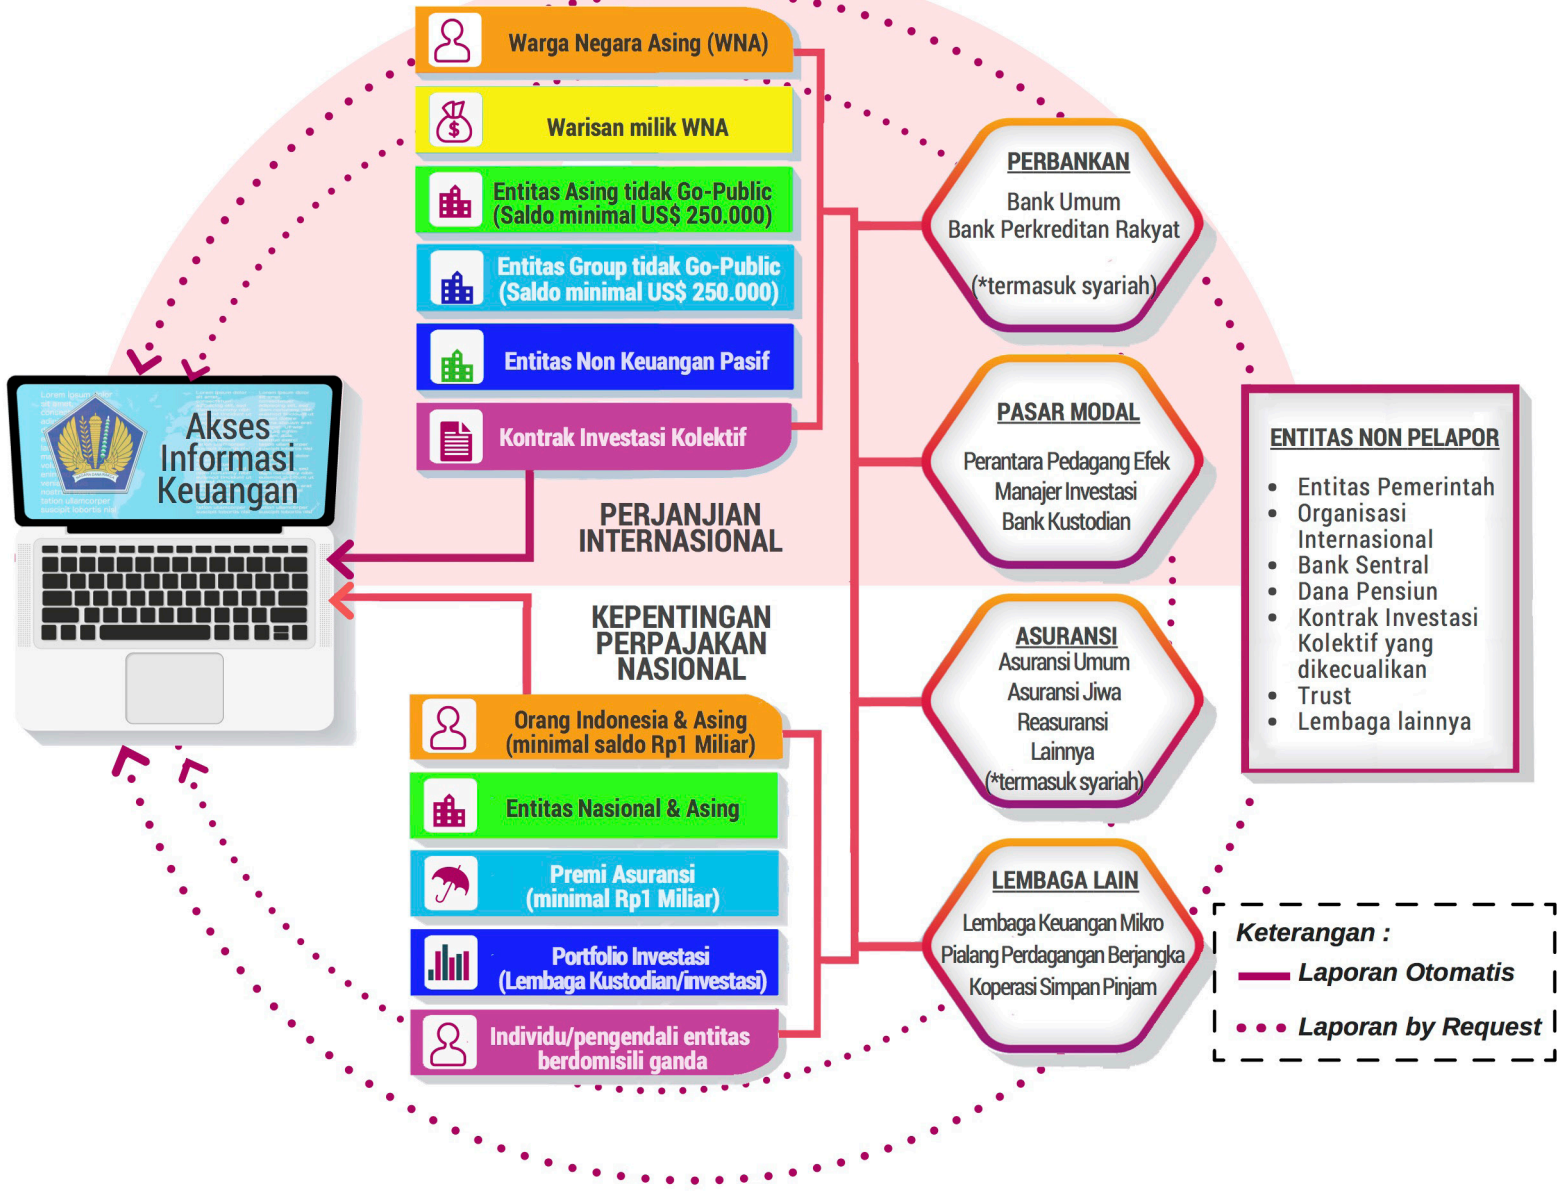 Warga Negara Asing (WNA)
Warisan milik WNA
Entitas Asing tidak Go-Public
(Saldo minimal US$ 250.000)
Entitas Group tidak Go-Public
(Saldo minimal US$ 250.000)
Entitas Non Keuangan Pasif
Kontrak Investasi Kolektif
PERJANJIAN
INTERNASIONAL
Akses
Informasi
Keuangan
KEPENTINGAN
PERPAJAKAN
NASIONAL
Orang Indonesia & Asing
(minimal saldo Rp1 Miliar)
Entitas Nasional & Asing
Premi Asuransi
(minimal Rp1 Miliar)
Portfolio Investasi
(Lembaga Kustodian/investasi)
Individu/pengendali entitas
berdomisili ganda
PERBANKAN
Bank Umum
Bank Perkreditan Rakyat
(*termasuk syariah)
PASAR MODAL
Perantara Pedagang Efek
Manajer Investasi
Bank Kustodian
ASURANSI
Asuransi Umum
Asuransi Jiwa
Reasuransi
Lainnya
(*termasuk syariah)
LEMBAGA LAIN
Lembaga Keuangan Mikro
Pialang Perdagangan Berjangka
Koperasi Simpan Pinjam
ENTITAS NON PELAPOR
• Entitas Pemerintah
• Organisasi
Internasional
• Bank Sentral
• Dana Pensiun
• Kontrak Investasi
Kolektif yang
dikecualikan
• Trust
• Lembaga lainnya
Keterangan :
Laporan Otomatis
Laporan by Request